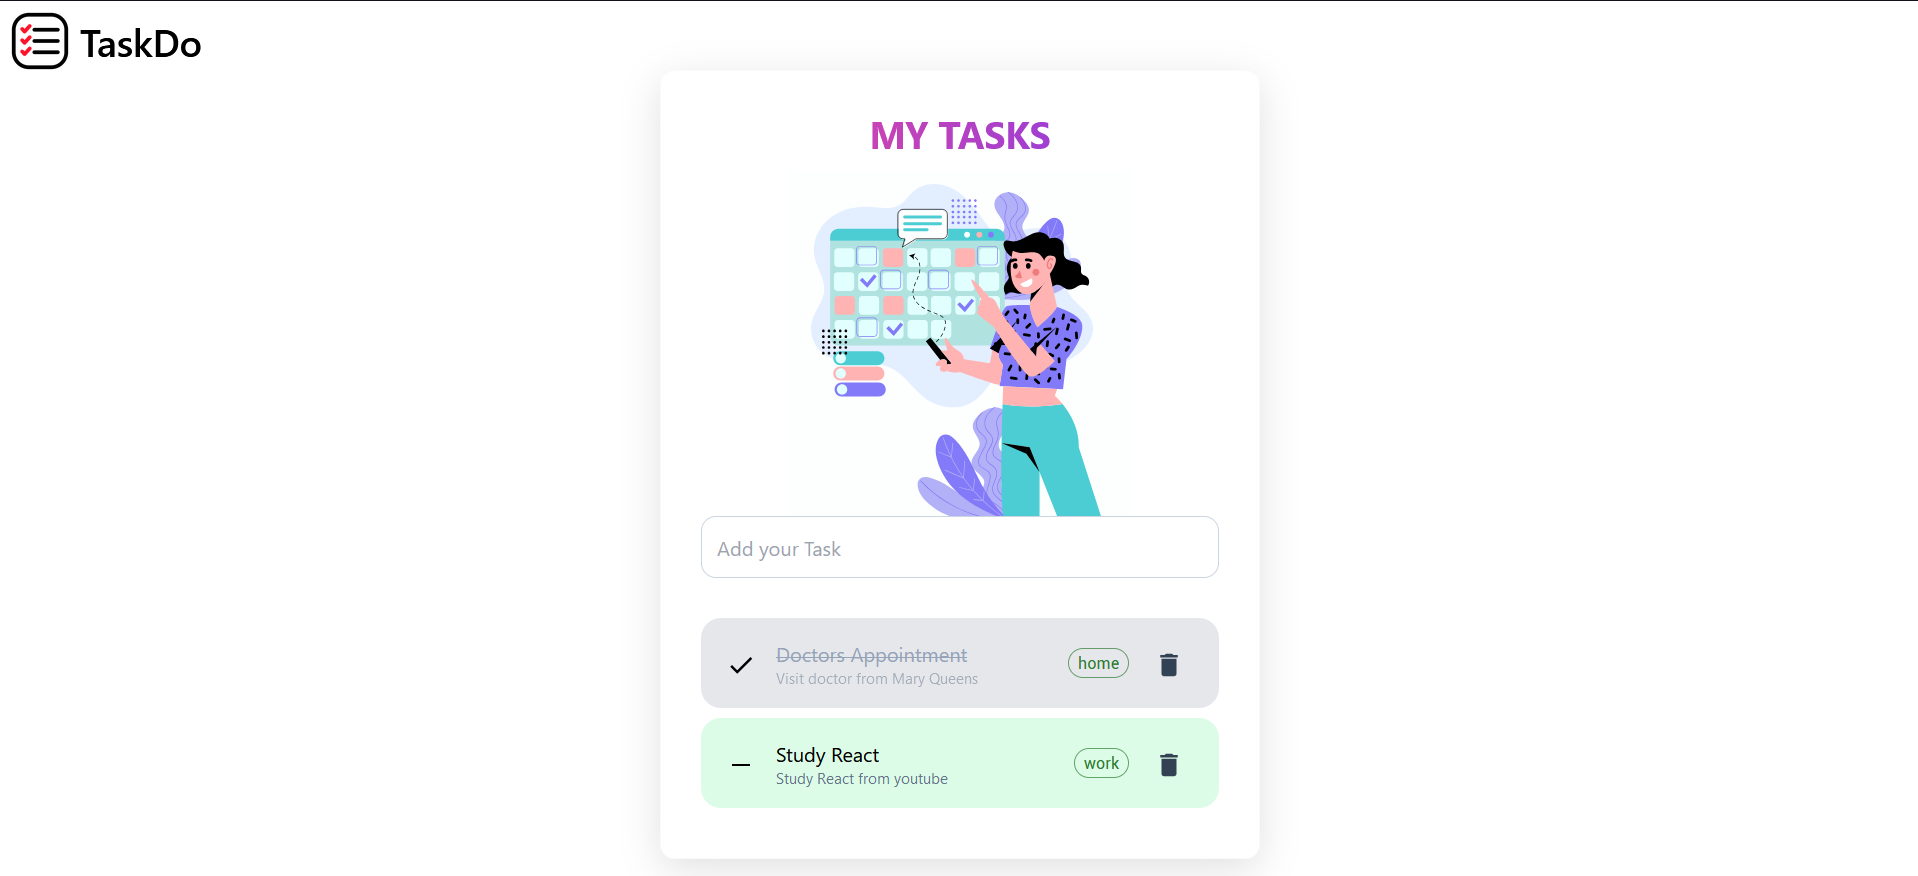 TaskDo
MY TASKS
Add your Task
Doctors Appointment
Visit doctor from Mary Queens
home
Study React
Study React from youtube
work